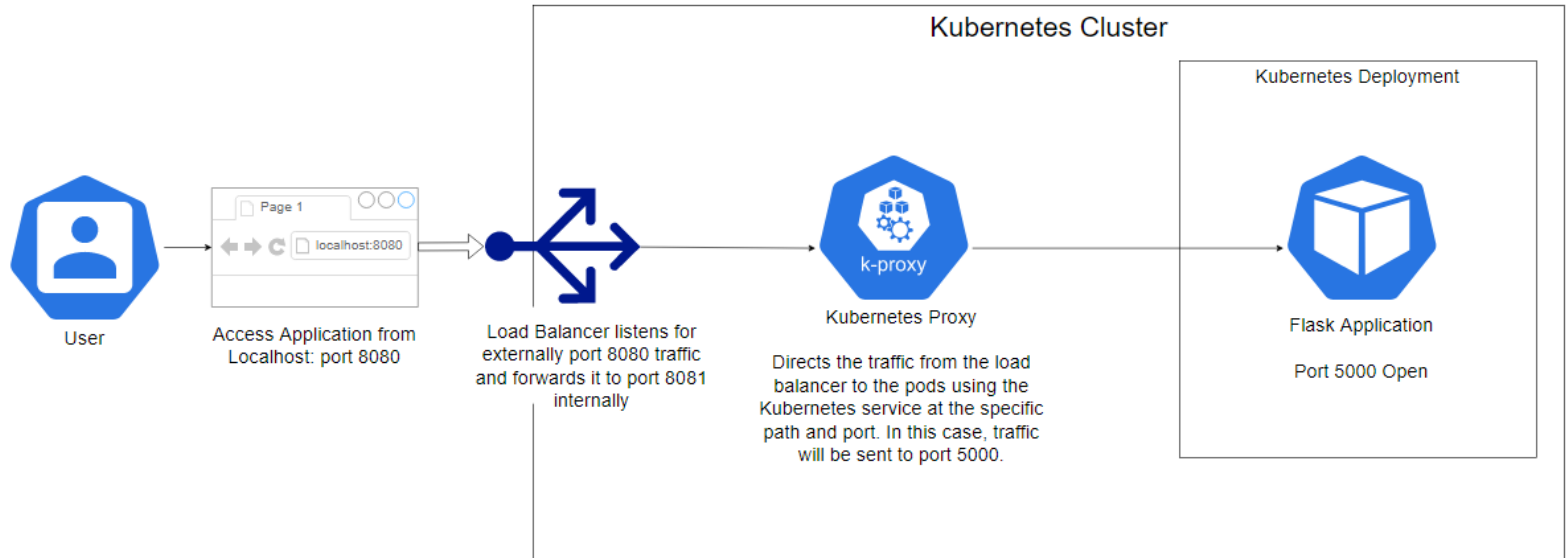 Kubernetes Cluster
Kubernetes Deployment
Page 1
localhost:8080
k-proxy
User
Access Application from
Localhost: port 8080
Load Balancer listens for
externally port 8080 traffic
and forwards it to port 8081
internally
Kubernetes Proxy
Directs the traffic from the load
balancer to the pods using the
Kubernetes service at the specific
path and port. In this case, traffic
will be sent to port 5000.
Flask Application
Port 5000 Open